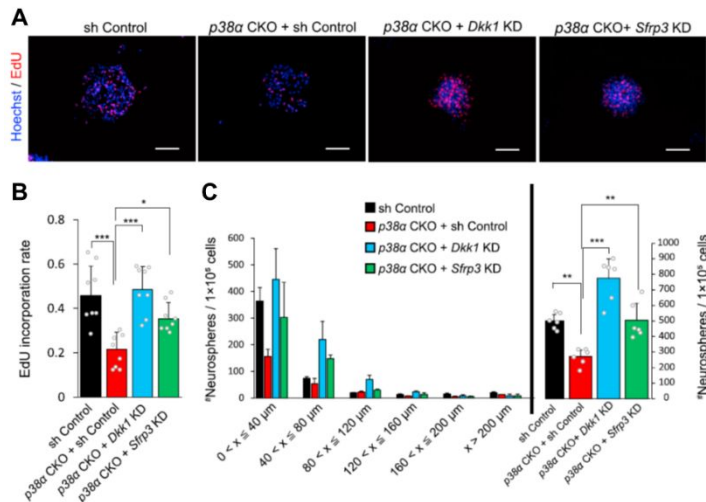 A
sh Control
p38α CKO + sh Control
p38α CKO + Dkk1 KD
p38α CKO+ Sfrp3 KD
Hoechst / EdU
B
EdU incorporation rate
0.8
0.6
0.4
0.2
0
***
***
*
sh Control
p38α CKO + sh Control
p38α CKO + Dkk1 KD
p38α CKO + Sfrp3 KD
C
sh Control
p38α CKO + sh Control
p38α CKO + Dkk1 KD
p38α CKO + Sfrp3 KD
#Neurospheres / 1×10⁵ cells
600
500
400
300
200
100
0
0 < x ≦ 40 μm
40 < x ≦ 80 μm
80 < x ≦ 120 μm
120 < x ≦ 160 μm
160 < x ≦ 200 μm
x > 200 μm
**
***
**
1000
900
800
700
600
500
400
300
200
100
0
#Neurospheres / 1×10⁵ cells
sh Control
p38α CKO + sh Control
p38α CKO+ Dkk1 KD
p38α CKO + Sfrp3 KD